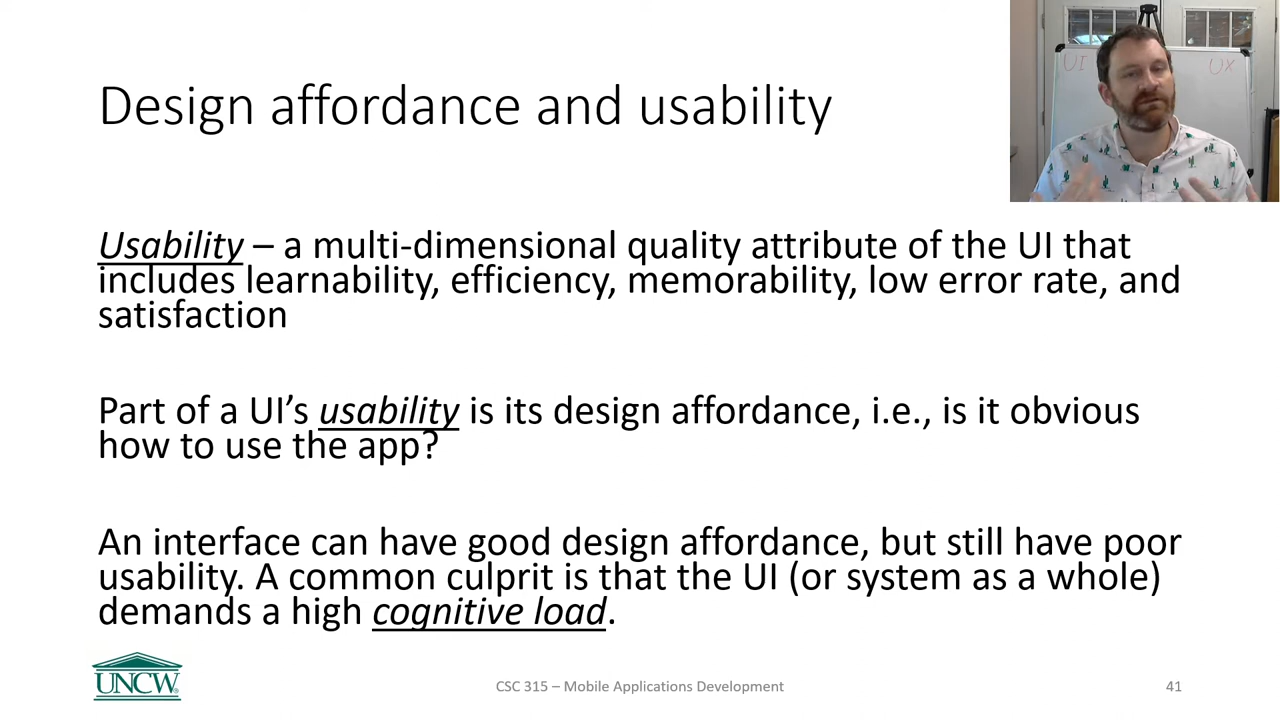 Design affordance and usability
UI
UX
Usability – a multi-dimensional quality attribute of the UI that
includes learnability, efficiency, memorability, low error rate, and
satisfaction
Part of a UI’s usability is its design affordance, i.e., is it obvious
how to use the app?
An interface can have good design affordance, but still have poor
usability. A common culprit is that the UI (or system as a whole)
demands a high cognitive load.
UNCW
CSC 315 – Mobile Applications Development
41